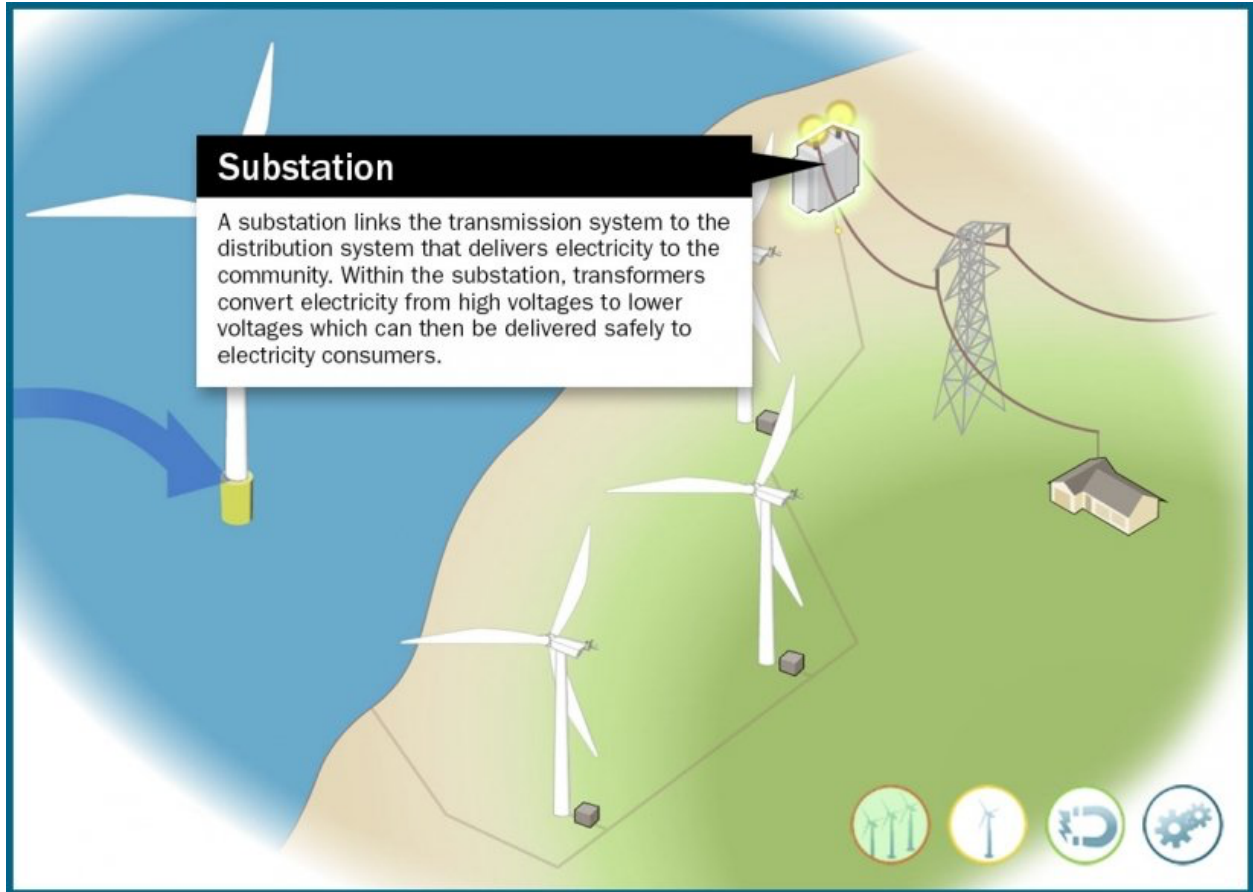 Substation
A substation links the transmission system to the
distribution system that delivers electricity to the
community. Within the substation, transformers
convert electricity from high voltages to lower
voltages which can then be delivered safely to
electricity consumers.